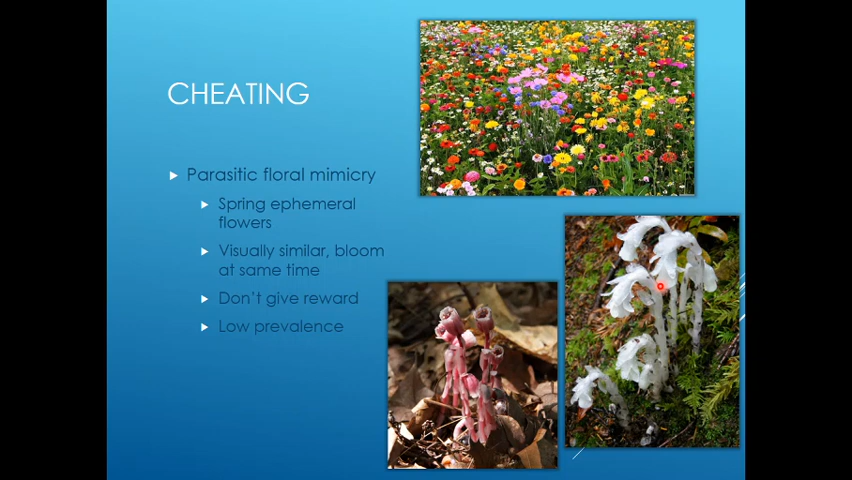 CHEATING
Parasitic floral mimicry
Spring ephemeral
flowers
Visually similar, bloom
at same time
Don't give reward
Low prevalence